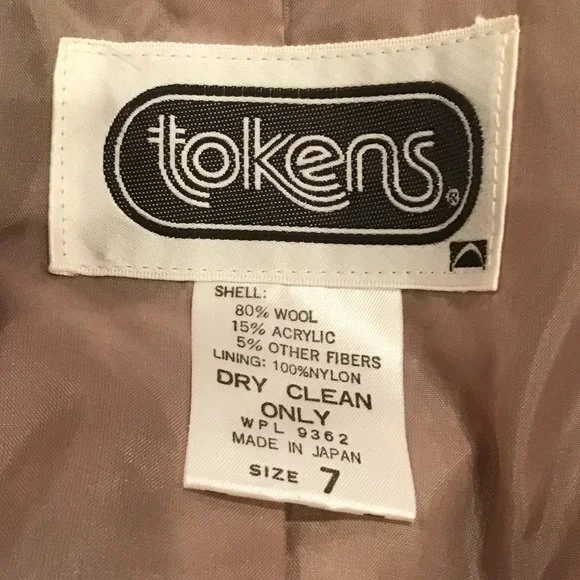 tokens®
SHELL:
80% WOOL
15% ACRYLIC
5% OTHER FIBERS
LINING: 100%NYLON
DRY CLEAN
ONLY
WPL 9362
MADE IN JAPAN
SIZE 7